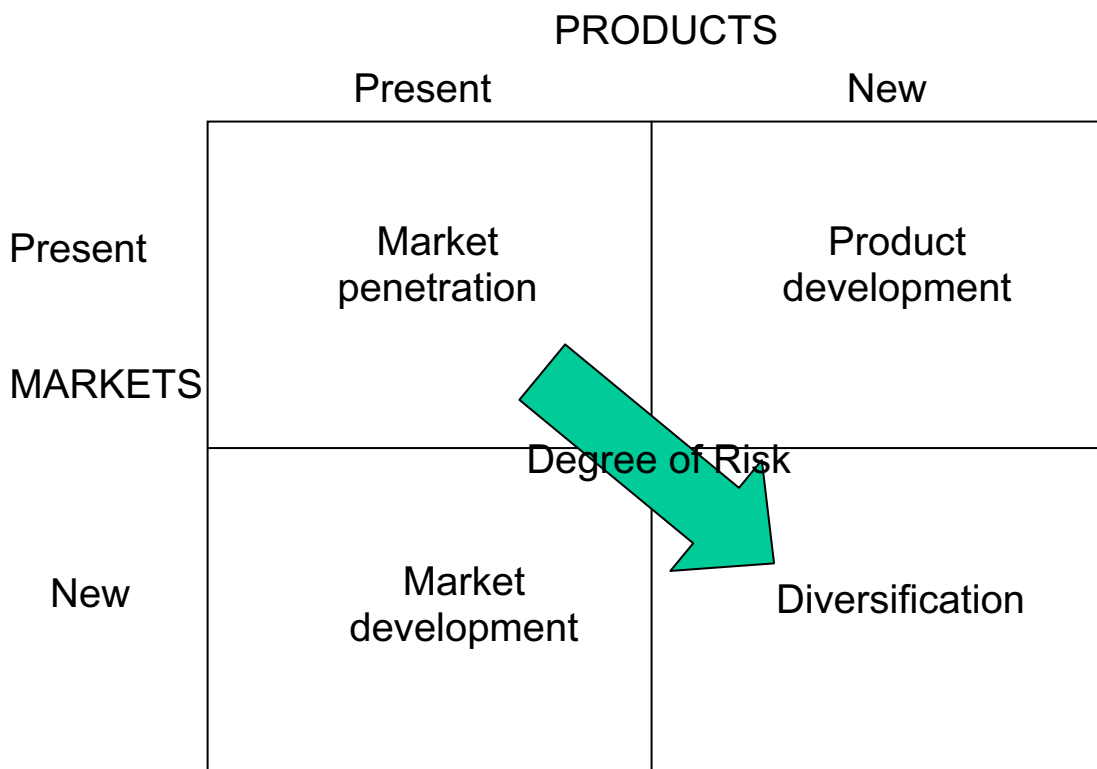 PRODUCTS
Present New
Present
Market
penetration
Product
development
MARKETS
Degree of Risk
New
Market
development
Diversification